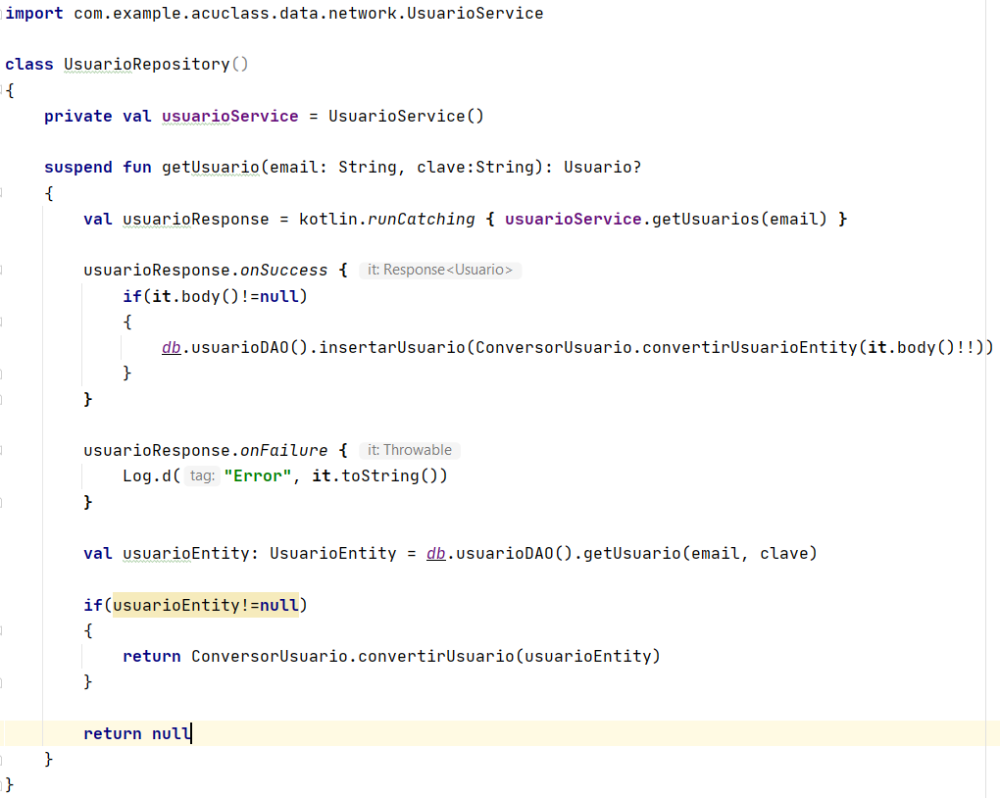 import com.example.acuclass.data.network.UsuarioService
class UsuarioRepository()
{
private val usuarioService = UsuarioService()
suspend fun getUsuario(email: String, clave:String): Usuario?
{
val usuarioResponse = kotlin.runCatching { usuarioService.getUsuarios(email) }
usuarioResponse.onSuccess { it: Response<Usuario>
if(it.body()!=null)
{
db.usuarioDAO().insertarUsuario(ConversorUsuario.convertirUsuarioEntity(it.body()!!))
}
}
usuarioResponse.onFailure { it: Throwable
Log.d( tag: "Error", it.toString())
}
val usuarioEntity: UsuarioEntity = db.usuarioDAO().getUsuario(email, clave)
if(usuarioEntity!=null)
{
return ConversorUsuario.convertirUsuario(usuarioEntity)
}
return null
}
}